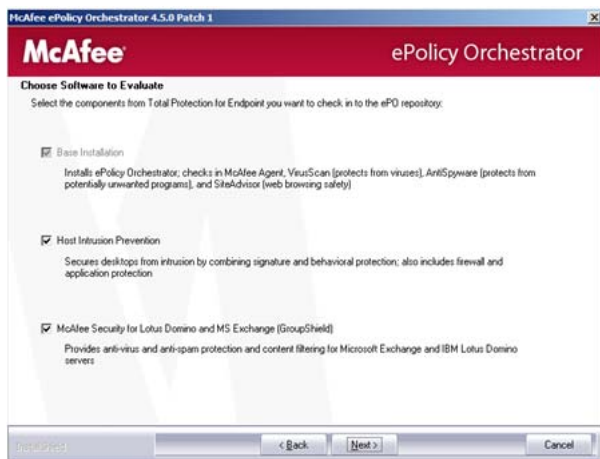 McAfee ePolicy Orchestrator 4.5.0 Patch 1
McAfee
ePolicy Orchestrator
Choose Software to Evaluate
Select the components from Total Protection for Endpoint you want to check in to the ePO repository:
Base Installation
Installs ePolicy Orchestrator; checks in McAfee Agent, VirusScan (protects from viruses), AntiSpyware (protects from
potentially unwanted programs), and SiteAdvisor (web browsing safety)
Host Intrusion Prevention
Secures desktops from intrusion by combining signature and behavioral protection; also includes firewall and
application protection
McAfee Security for Lotus Domino and MS Exchange (GroupShield)
Provides anti-virus and anti-spam protection and content filtering for Microsoft Exchange and IBM Lotus Domino
servers
InstallShield
< Back
Next >
Cancel